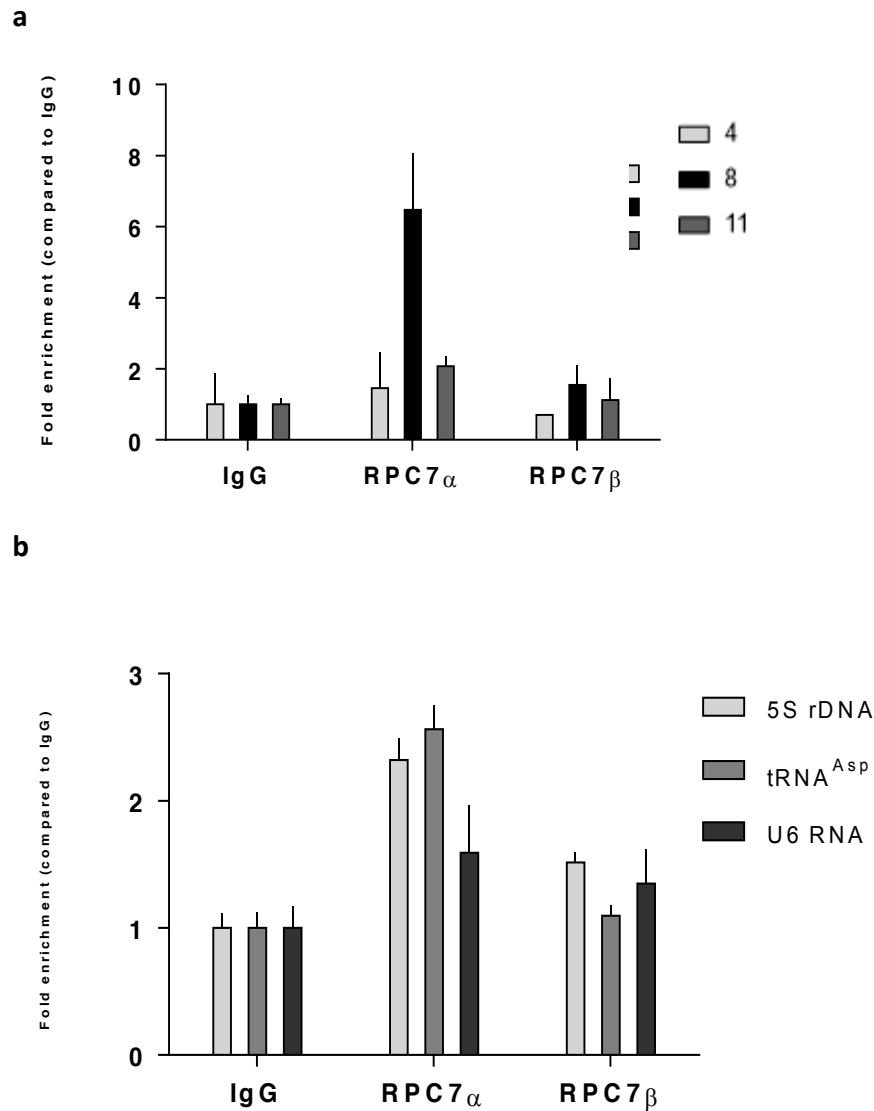 a
Fold enrichment (compared to IgG)
10
8
6
4
2
0
IgG RPC7α RPC7β
4
8
11
b
Fold enrichment (compared to IgG)
3
2
1
0
IgG RPC7α RPC7β
5S rDNA
tRNA^Asp
U6 RNA